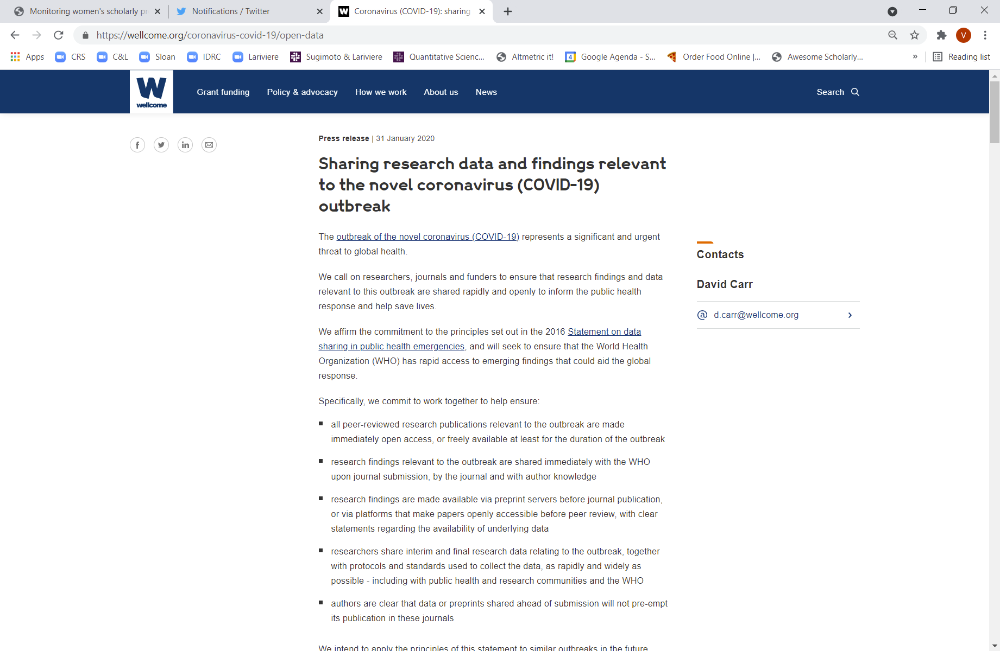 Monitoring women's scholarly pr
Notifications / Twitter
Coronavirus (COVID-19): sharing
https://wellcome.org/coronavirus-covid-19/open-data
V
Apps
CRS
C&L
Sloan
IDRC
Lariviere
Sugimoto & Lariviere
Quantitative Scienc...
Altmetric it!
4
Google Agenda - S...
Order Food Online |...
Awesome Scholarly...
»
Reading list
W
wellcome
Grant funding
Policy & advocacy
How we work
About us
News
Search
Press release | 31 January 2020
Sharing research data and findings relevant
to the novel coronavirus (COVID-19)
outbreak
The outbreak of the novel coronavirus (COVID-19) represents a significant and urgent
threat to global health.
We call on researchers, journals and funders to ensure that research findings and data
relevant to this outbreak are shared rapidly and openly to inform the public health
response and help save lives.
We affirm the commitment to the principles set out in the 2016 Statement on data
sharing in public health emergencies, and will seek to ensure that the World Health
Organization (WHO) has rapid access to emerging findings that could aid the global
response.
Specifically, we commit to work together to help ensure:
all peer-reviewed research publications relevant to the outbreak are made
immediately open access, or freely available at least for the duration of the outbreak
research findings relevant to the outbreak are shared immediately with the WHO
upon journal submission, by the journal and with author knowledge
research findings are made available via preprint servers before journal publication,
or via platforms that make papers openly accessible before peer review, with clear
statements regarding the availability of underlying data
researchers share interim and final research data relating to the outbreak, together
with protocols and standards used to collect the data, as rapidly and widely as
possible - including with public health and research communities and the WHO
authors are clear that data or preprints shared ahead of submission will not pre-empt
its publication in these journals
We intend to apply the principles of this statement to similar outbreaks in the future
Contacts
David Carr
@ d.carr@wellcome.org